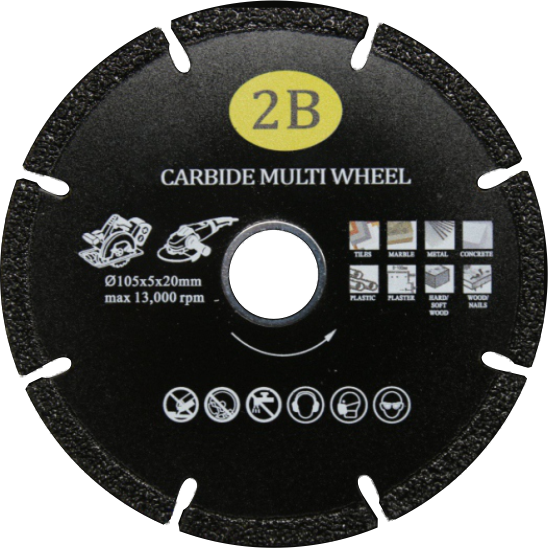 2B
CARBIDE MULTI WHEEL
TILES MARBLE METAL CONCRETE
Ø105x5x20mm
max 13,000 rpm
PLASTIC PLASTER HARD/ SOFT WOOD WOOD/ NAILS